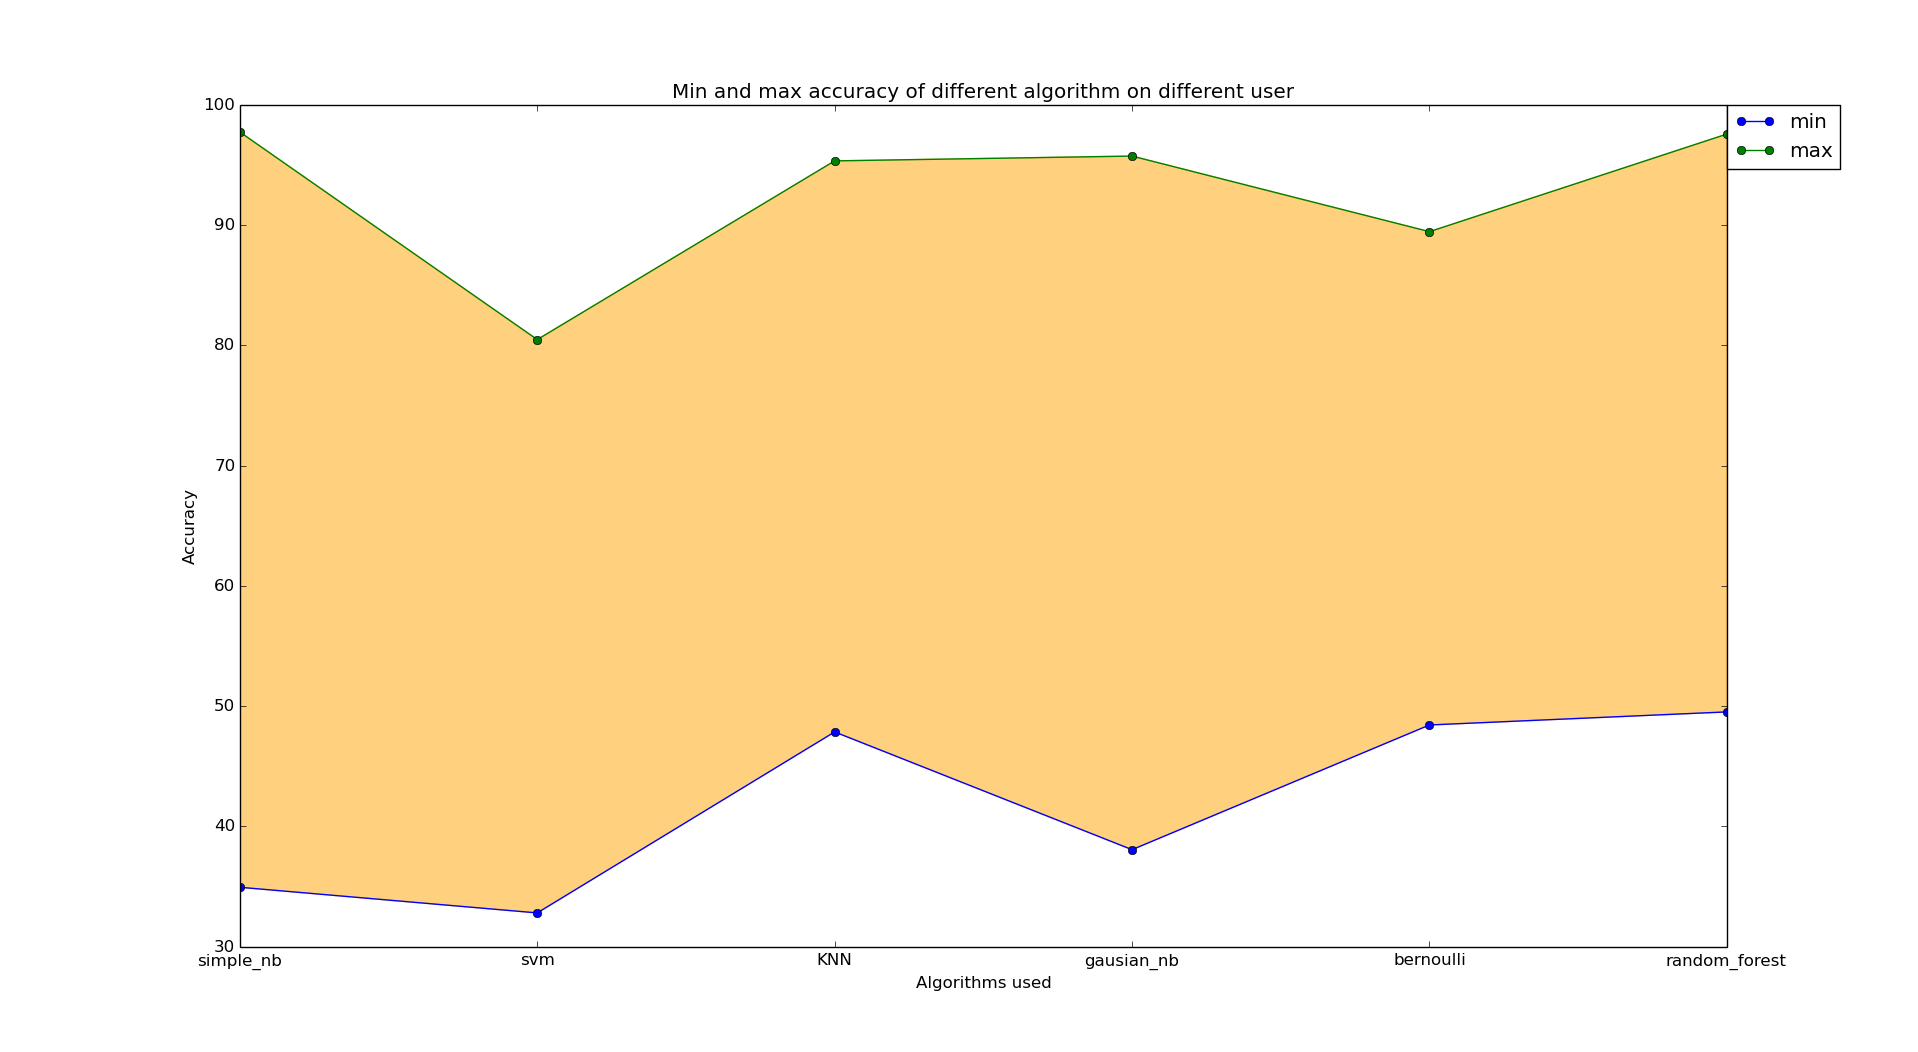 Min and max accuracy of different algorithm on different user
min
max
100
90
80
70
60
50
40
30
Accuracy
simple_nb svm KNN gausian_nb bernoulli random_forest
Algorithms used